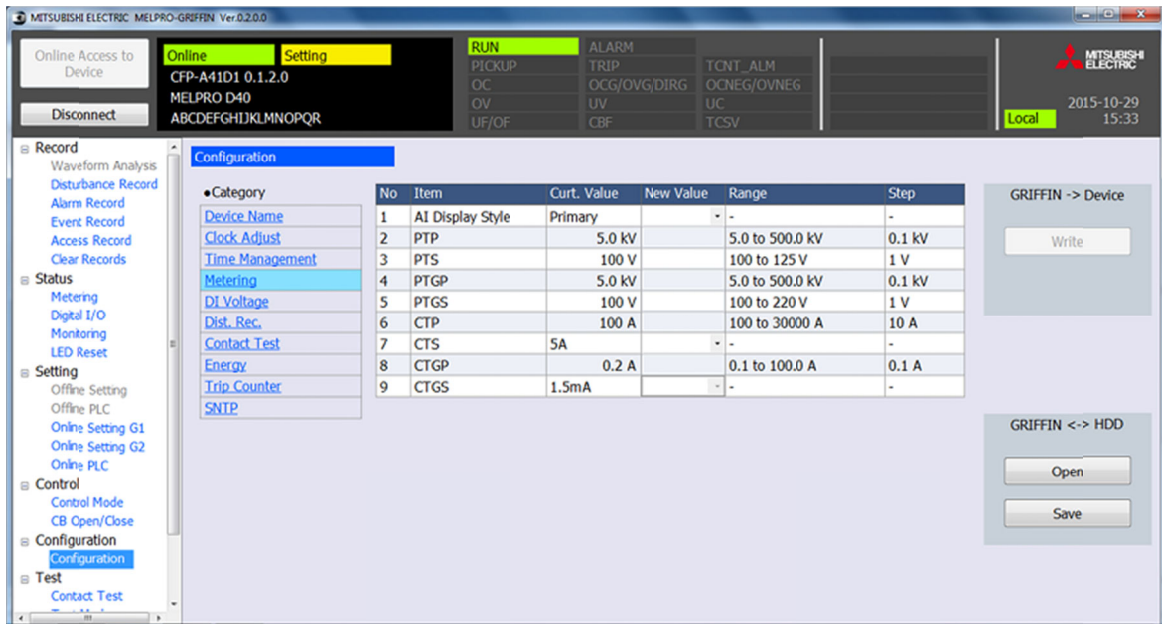 MITSUBISHI ELECTRIC MELPRO-GRIFFIN Ver.0.2.0.0
Online Access to Device
Disconnect
Online Setting
CFP-A41D1 0.1.2.0
MELPRO D40
ABCDEFGHIJKLMNOPQR
RUN ALARM
PICKUP TRIP TCNT_ALM
OC OCG/OVG/DIRG OCNEG/OVNEG
OV UV UC
UF/OF CBF TCSV
MITSUBISHI
ELECTRIC
2015-10-29
Local 15:33
Record
Waveform Analysis
Disturbance Record
Alarm Record
Event Record
Access Record
Clear Records
Status
Metering
Digital I/O
Monitoring
LED Reset
Setting
Offline Setting
Offline PLC
Online Setting G1
Online Setting G2
Online PLC
Control
Control Mode
CB Open/Close
Configuration
Configuration
Test
Contact Test
Configuration
●Category
Device Name
Clock Adjust
Time Management
Metering
DI Voltage
Dist. Rec.
Contact Test
Energy
Trip Counter
SNTP
No Item Curt. Value New Value Range Step
1 AI Display Style Primary - -
2 PTP 5.0 kV 5.0 to 500.0 kV 0.1 kV
3 PTS 100 V 100 to 125 V 1 V
4 PTGP 5.0 kV 5.0 to 500.0 kV 0.1 kV
5 PTGS 100 V 100 to 220 V 1 V
6 CTP 100 A 100 to 30000 A 10 A
7 CTS 5A - -
8 CTGP 0.2 A 0.1 to 100.0 A 0.1 A
9 CTGS 1.5mA - -
GRIFFIN -> Device
Write
GRIFFIN <-> HDD
Open
Save